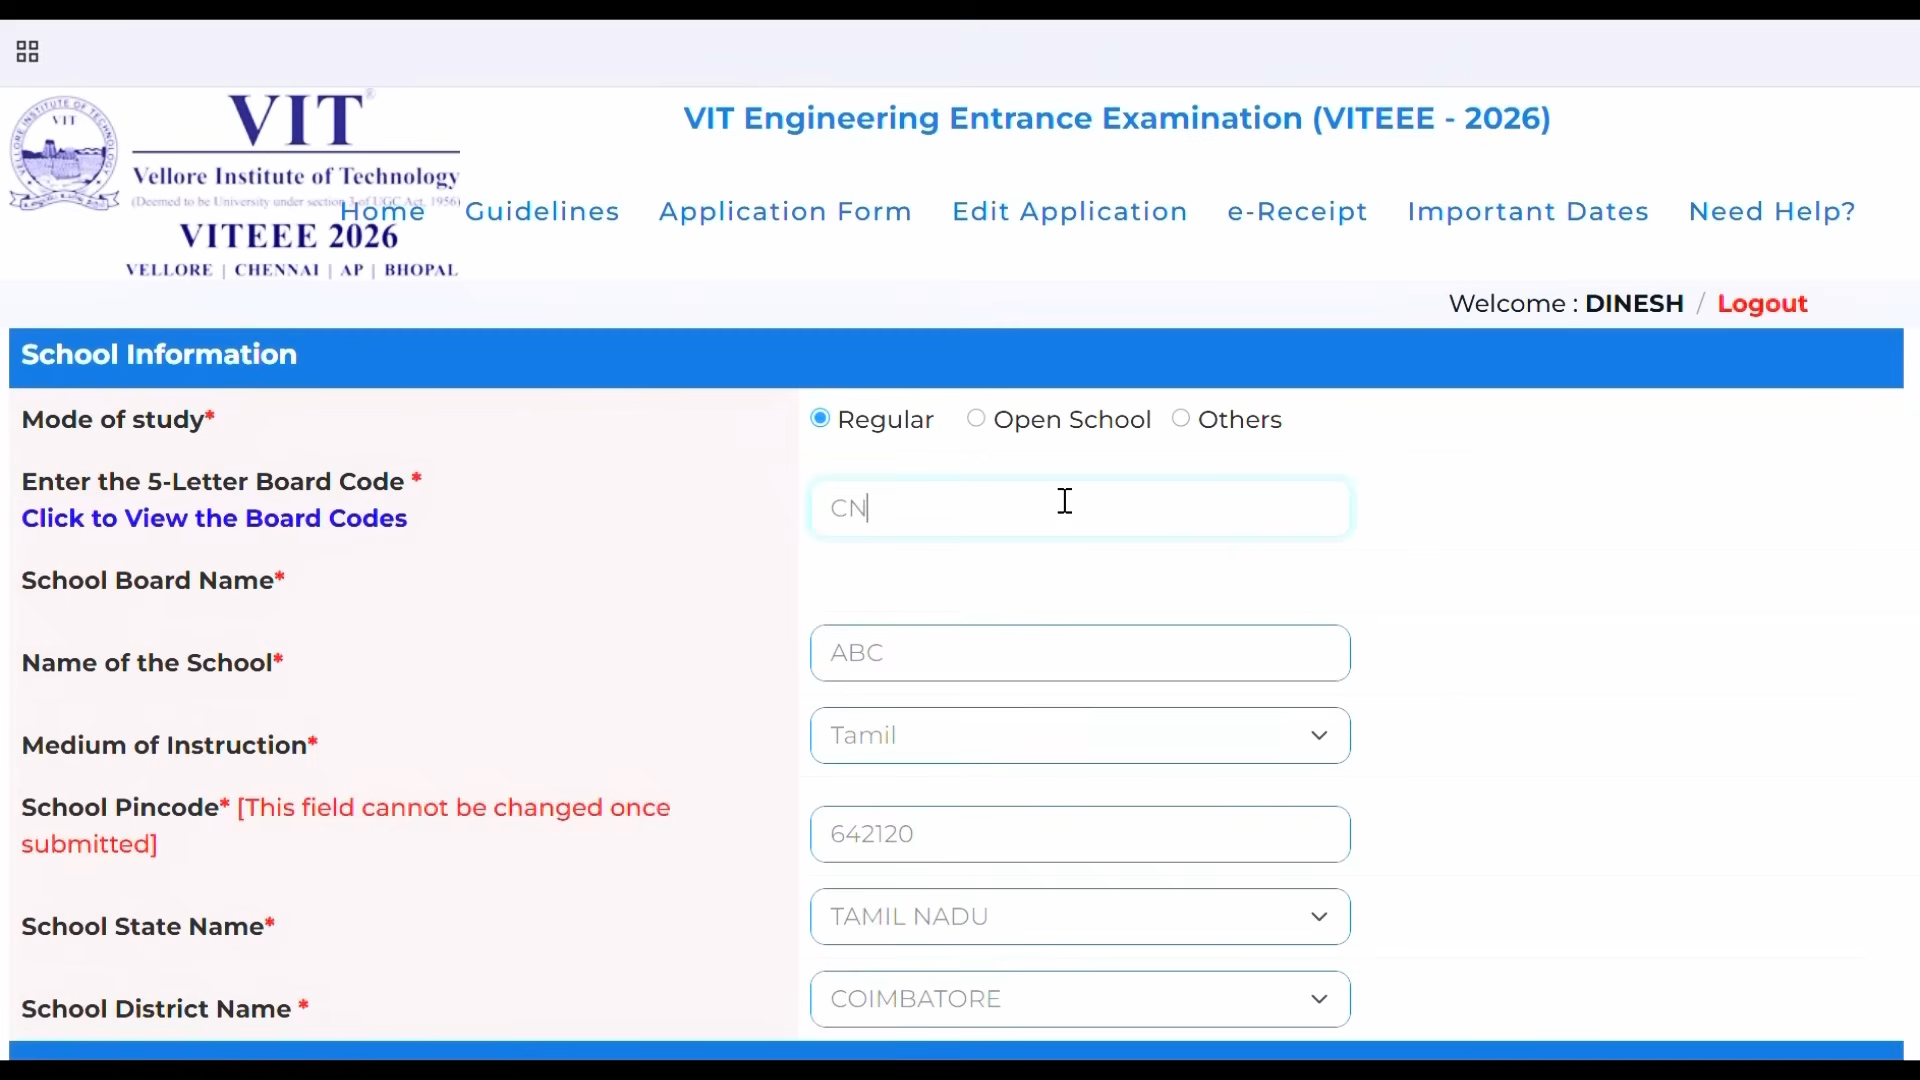 VIT®
VIT Engineering Entrance Examination (VITEEE - 2026)
VIT
Vellore Institute of Technology
(Deemed to be University under section 3 of UGC Act, 1956)
Home Guidelines Application Form Edit Application e-Receipt Important Dates Need Help?
VITEEE 2026
VELLORE | CHENNAI | AP | BHOPAL
Welcome : DINESH / Logout
School Information
Mode of study* Regular Open School Others
Enter the 5-Letter Board Code *
Click to View the Board Codes
CN
School Board Name*
Name of the School* ABC
Medium of Instruction* Tamil
School Pincode* [This field cannot be changed once
submitted]
642120
School State Name* TAMIL NADU
School District Name * COIMBATORE